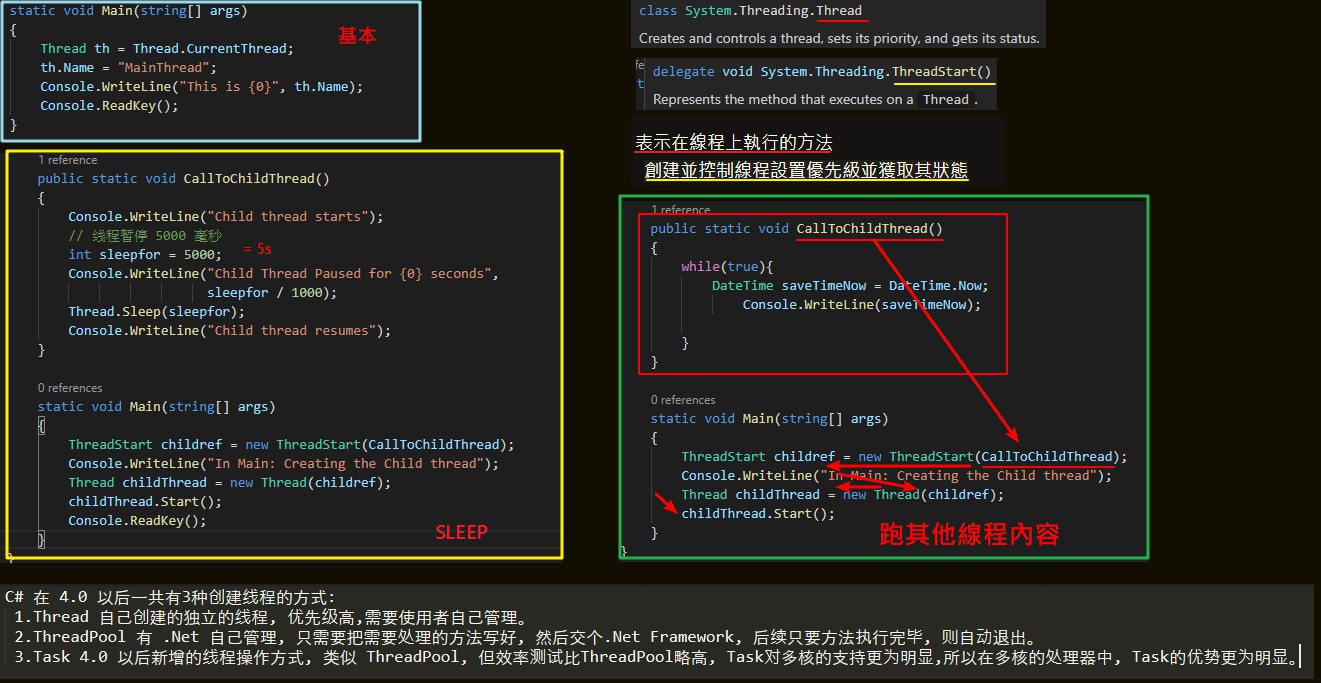 static void Main(string[] args)
{
Thread th = Thread.CurrentThread;
th.Name = "MainThread";
Console.WriteLine("This is {0}", th.Name);
Console.ReadKey();
}
基本
1 reference
public static void CallToChildThread()
{
Console.WriteLine("Child thread starts");
// 线程暂停 5000 毫秒
int sleepfor = 5000;
= 5s
Console.WriteLine("Child Thread Paused for {0} seconds",
sleepfor / 1000);
Thread.Sleep(sleepfor);
Console.WriteLine("Child thread resumes");
}
0 references
static void Main(string[] args)
{
ThreadStart childref = new ThreadStart(CallToChildThread);
Console.WriteLine("In Main: Creating the Child thread");
Thread childThread = new Thread(childref);
childThread.Start();
Console.ReadKey();
}
SLEEP
class System.Threading.Thread
Creates and controls a thread, sets its priority, and gets its status.
delegate void System.Threading.ThreadStart()
Represents the method that executes on a Thread.
表示在線程上執行的方法
創建並控制線程設置優先級並獲取其狀態
1 reference
public static void CallToChildThread()
{
while(true){
DateTime saveTimeNow = DateTime.Now;
Console.WriteLine(saveTimeNow);
}
}
0 references
static void Main(string[] args)
{
ThreadStart childref = new ThreadStart(CallToChildThread);
Console.WriteLine("In Main: Creating the Child thread");
Thread childThread = new Thread(childref);
childThread.Start();
}
}
跑其他線程內容
C# 在 4.0 以后一共有3种创建线程的方式:
1.Thread 自己创建的独立的线程, 优先级高,需要使用者自己管理。
2.ThreadPool 有 .Net 自己管理, 只需要把需要处理的方法写好, 然后交个.Net Framework, 后续只要方法执行完毕, 则自动退出。
3.Task 4.0 以后新增的线程操作方式, 类似 ThreadPool, 但效率测试比ThreadPool略高, Task对多核的支持更为明显,所以在多核的处理器中, Task的优势更为明显。